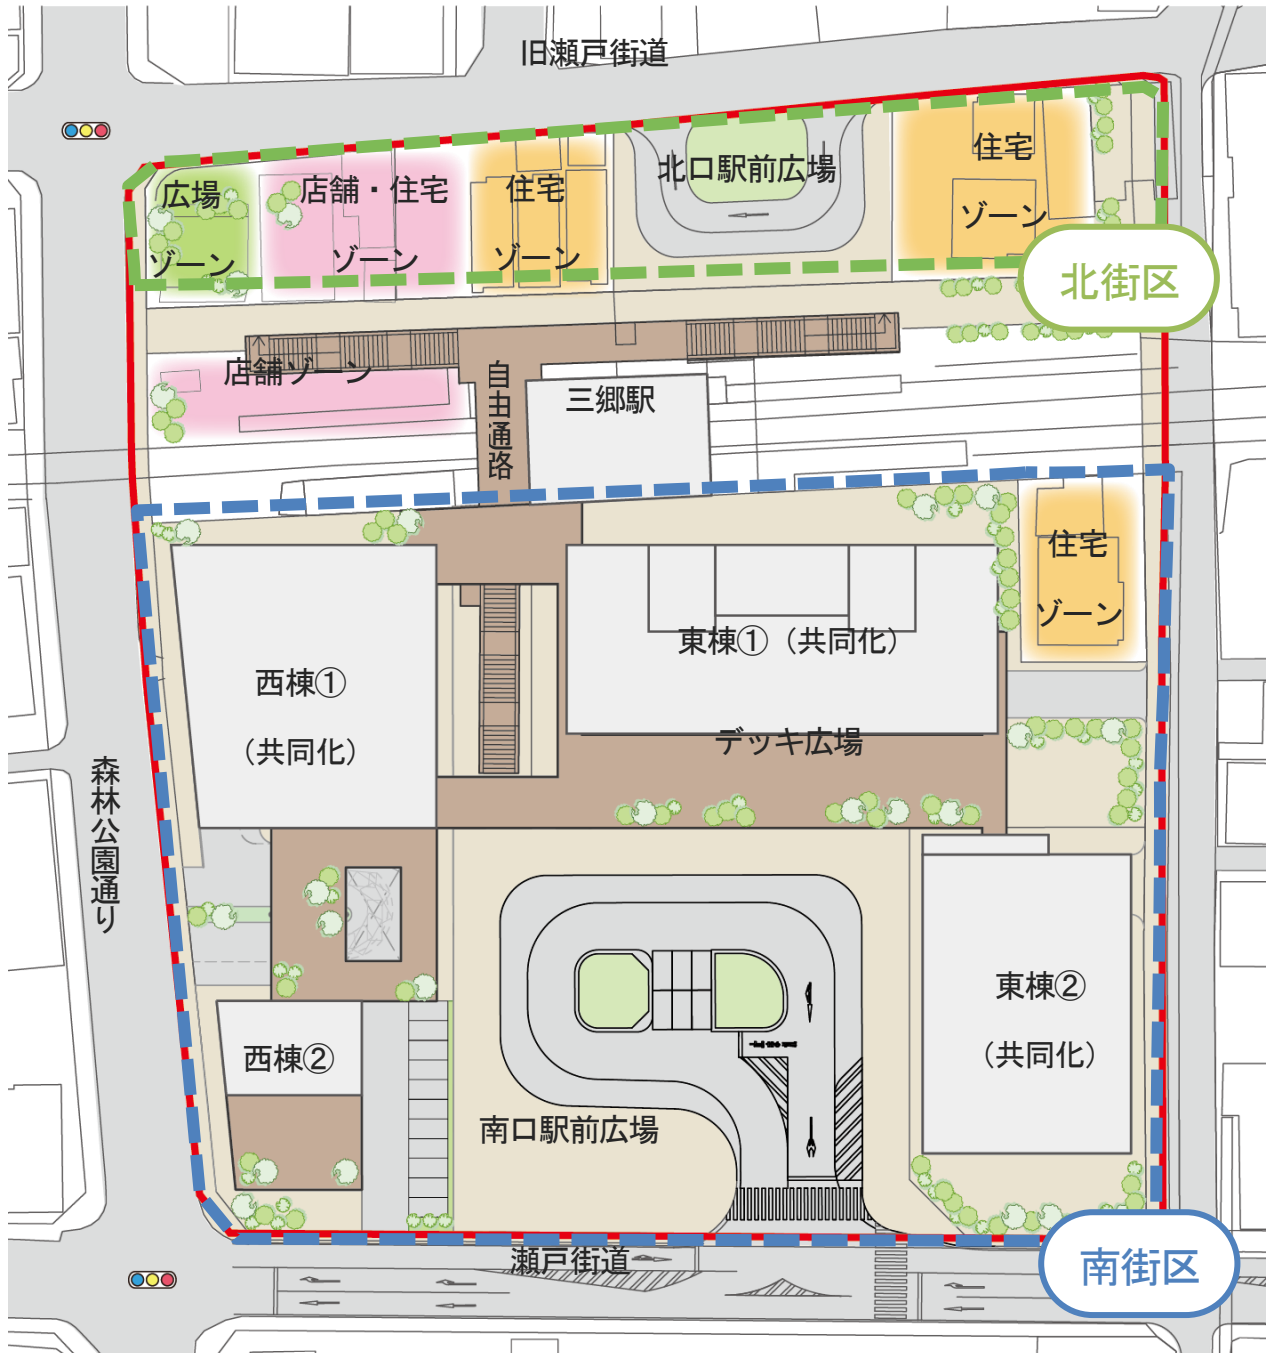 旧瀬戸街道
広場
ゾーン
店舗・住宅
ゾーン
住宅
ゾーン
北口駅前広場
住宅
ゾーン
北街区
店舗ゾーン
自由通路
三郷駅
住宅
ゾーン
東棟①（共同化）
西棟①
（共同化）
デッキ広場
森林公園通り
東棟②
（共同化）
西棟②
南口駅前広場
瀬戸街道
南街区